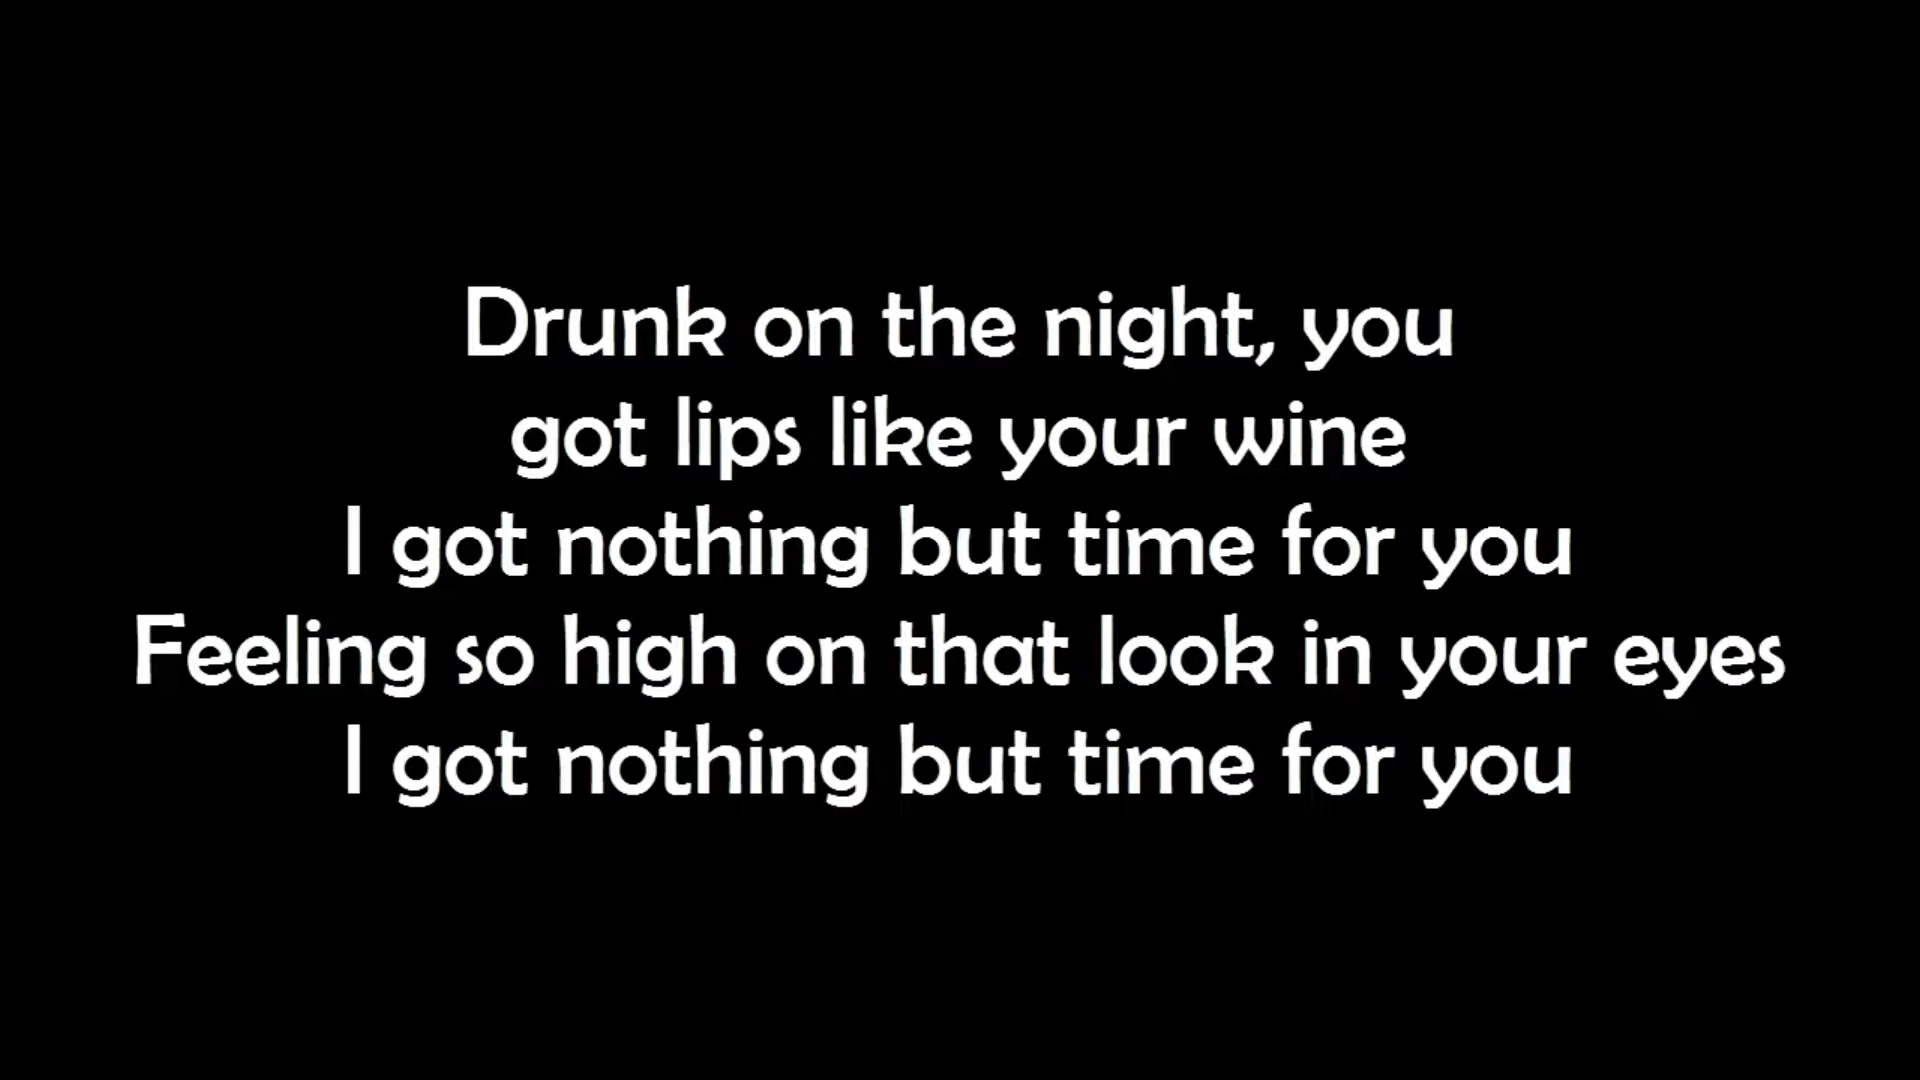 Drunk on the night, you
got lips like your wine
I got nothing but time for you
Feeling so high on that look in your eyes
I got nothing but time for you